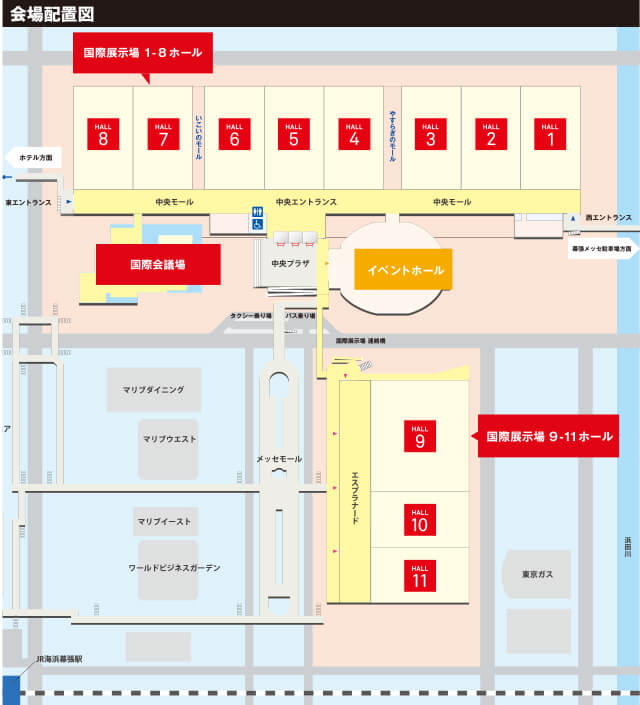 会場配置図
国際展示場 1-8 ホール
HALL
8
HALL
7
いこいのモール
HALL
6
HALL
5
HALL
4
やすらぎのモール
HALL
3
HALL
2
HALL
1
ホテル方面
東エントランス
中央モール
中央エントランス
中央モール
西エントランス
幕張メッセ駐車場方面
国際会議場
中央プラザ
イベントホール
タクシー乗り場
バス乗り場
国際展示場 連絡橋
マリブダイニング
ア
マリブウエスト
メッセモール
エスプラナード
HALL
9
国際展示場 9-11 ホール
HALL
10
マリブイースト
HALL
11
ワールドビジネスガーデン
東京ガス
浜田川
JR海浜幕張駅